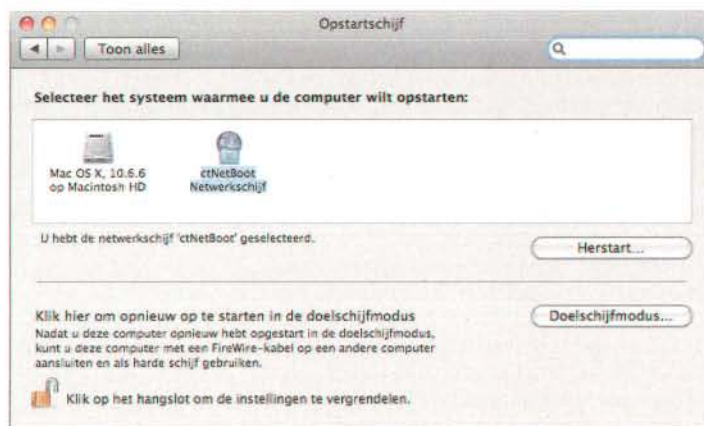 Opstartschijf
Toon alles
Selecteer het systeem waarmee u de computer wilt opstarten:
Mac OS X, 10.6.6
op Macintosh HD
ctNetBoot
Netwerkschijf
U hebt de netwerkschijf 'ctNetBoot' geselecteerd.
Herstart...
Klik hier om opnieuw op te starten in de doelschijfmodus
Doelschijfmodus...
Nadat u deze computer opnieuw hebt opgestart in de doelschijfmodus,
kunt u deze computer met een FireWire-kabel op een andere computer
aansluiten en als harde schijf gebruiken.
Klik op het hangslot om de instellingen te vergrendelen.